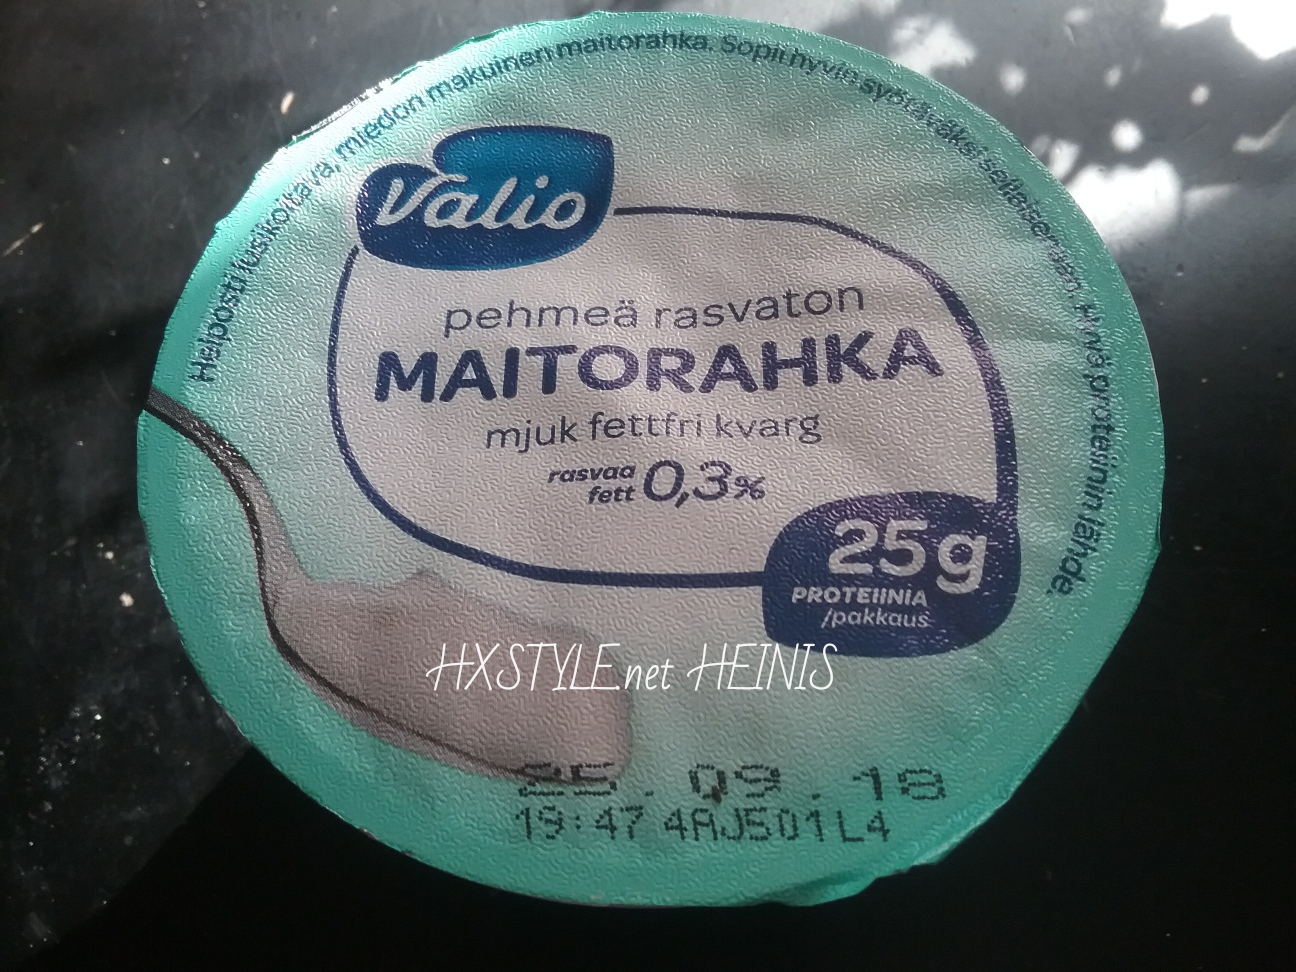 Helposti lusikoitava, miedon makuinen maitorahka. Sopii hyvin syötäväksi sellaisenaan. Hyvä proteiinin lähde.
Valio
pehmeä rasvaton
MAITORAHKA
mjuk fettfri kvarg
rasvaa
fett 0,3%
25 g
PROTEIINIA
/pakkaus
HXSTYLE.net HEINIS
25.09.18
19:47 4AJ501L4